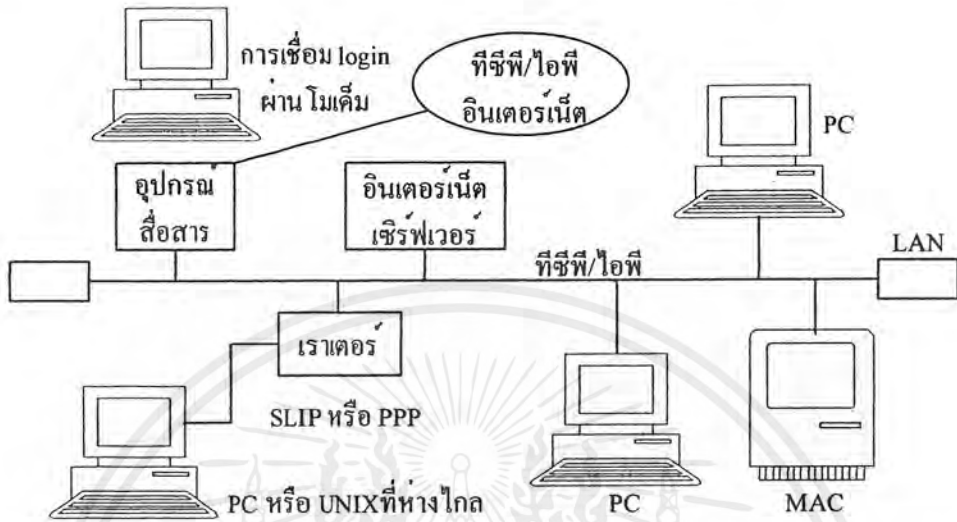 การเชื่อม login
ผ่าน โมเค็ม
ทีซีพี/ไอพี
อินเตอร์เน็ต
PC
อุปกรณ์
สื่อสาร
อินเตอร์เน็ต
เซิร์ฟเวอร์
LAN
ทีซีพี/ไอพี
เราเตอร์
SLIP หรือ PPP
PC หรือ UNIXที่ห่างไกล
PC
MAC